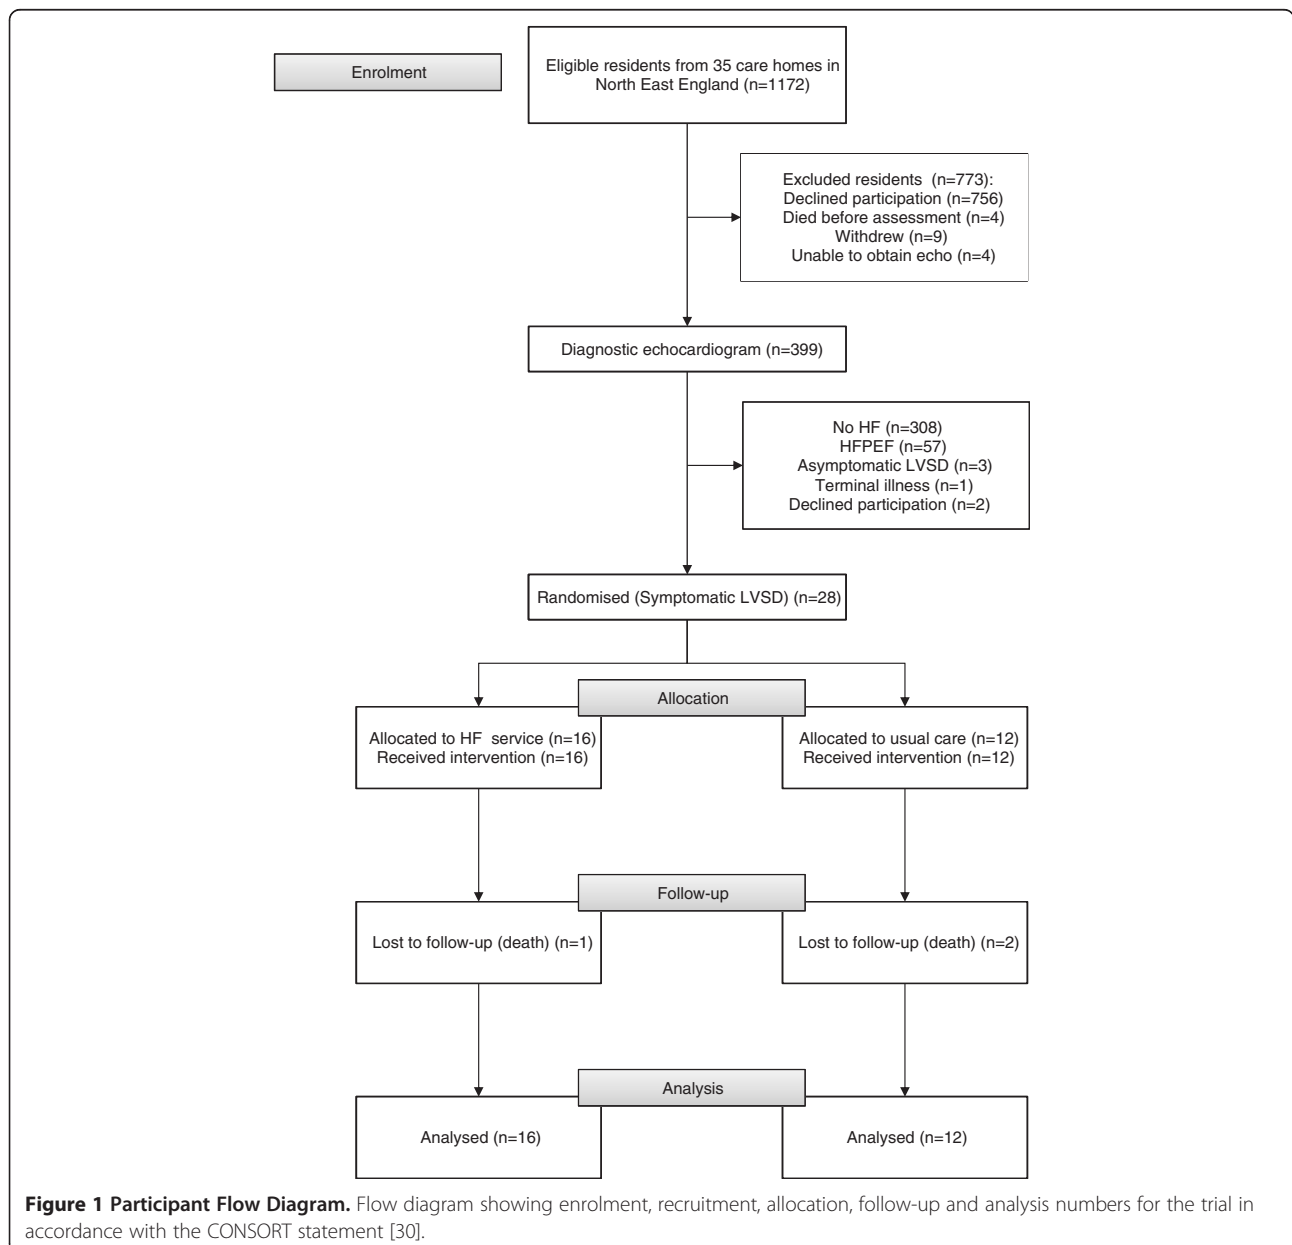 Enrolment
Eligible residents from 35 care homes in
North East England (n=1172)
Excluded residents (n=773):
Declined participation (n=756)
Died before assessment (n=4)
Withdrew (n=9)
Unable to obtain echo (n=4)
Diagnostic echocardiogram (n=399)
No HF (n=308)
HFPEF (n=57)
Asymptomatic LVSD (n=3)
Terminal illness (n=1)
Declined participation (n=2)
Randomised (Symptomatic LVSD) (n=28)
Allocation
Allocated to HF service (n=16)
Received intervention (n=16)
Allocated to usual care (n=12)
Received intervention (n=12)
Follow-up
Lost to follow-up (death) (n=1)
Lost to follow-up (death) (n=2)
Analysis
Analysed (n=16)
Analysed (n=12)
Figure 1 Participant Flow Diagram. Flow diagram showing enrolment, recruitment, allocation, follow-up and analysis numbers for the trial in
accordance with the CONSORT statement [30].